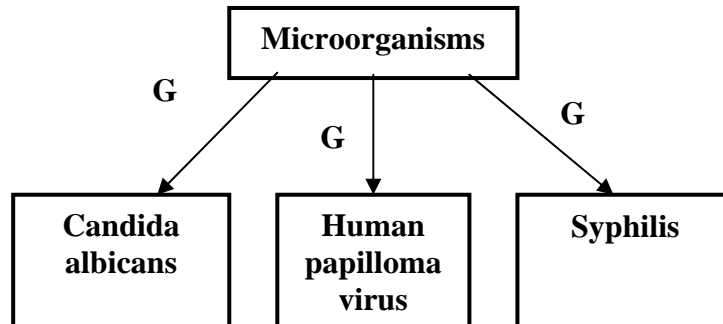 Microorganisms
G
G
G
Candida
albicans
Human
papilloma
virus
Syphilis